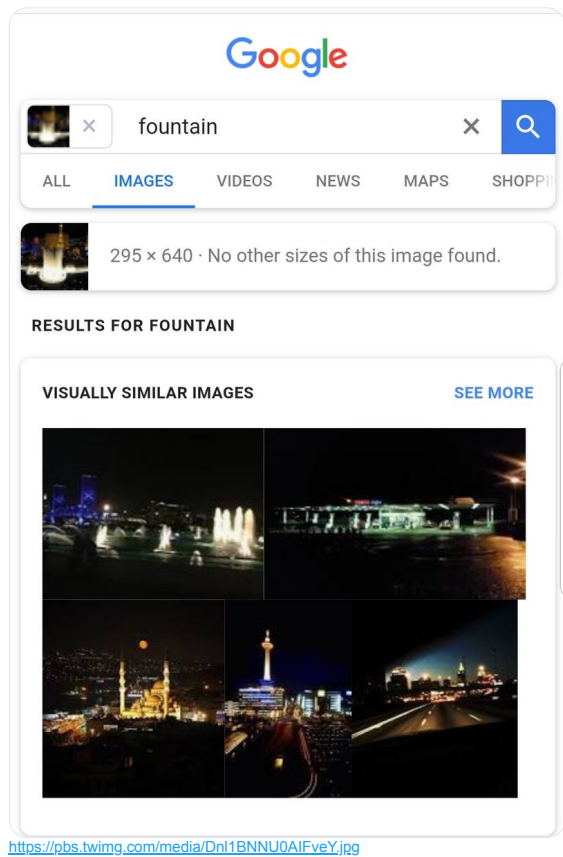 Google
fountain
ALL IMAGES VIDEOS NEWS MAPS SHOPPI
295 × 640 · No other sizes of this image found.
RESULTS FOR FOUNTAIN
VISUALLY SIMILAR IMAGES SEE MORE
https://pbs.twimg.com/media/Dnl1BNNU0AIFveY.jpg